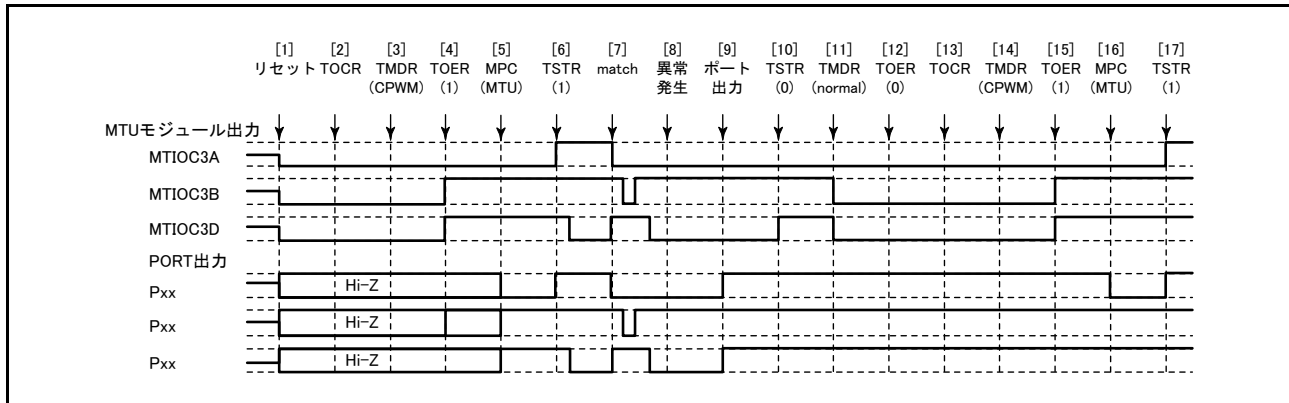 [1] [2] [3] [4] [5] [6] [7] [8] [9] [10] [11] [12] [13] [14] [15] [16] [17]
リセット TOCR TMDR TOER MPC TSTR match 異常 ポート TSTR TMDR TOER TOCR TMDR TOER MPC TSTR
(CPWM) (1) (MTU) (1) 発生 出力 (0) (normal) (0) (CPWM) (1) (MTU) (1)
MTUモジュール出力
MTIOC3A
MTIOC3B
MTIOC3D
PORT出力
Pxx Hi-Z
Pxx Hi-Z
Pxx Hi-Z